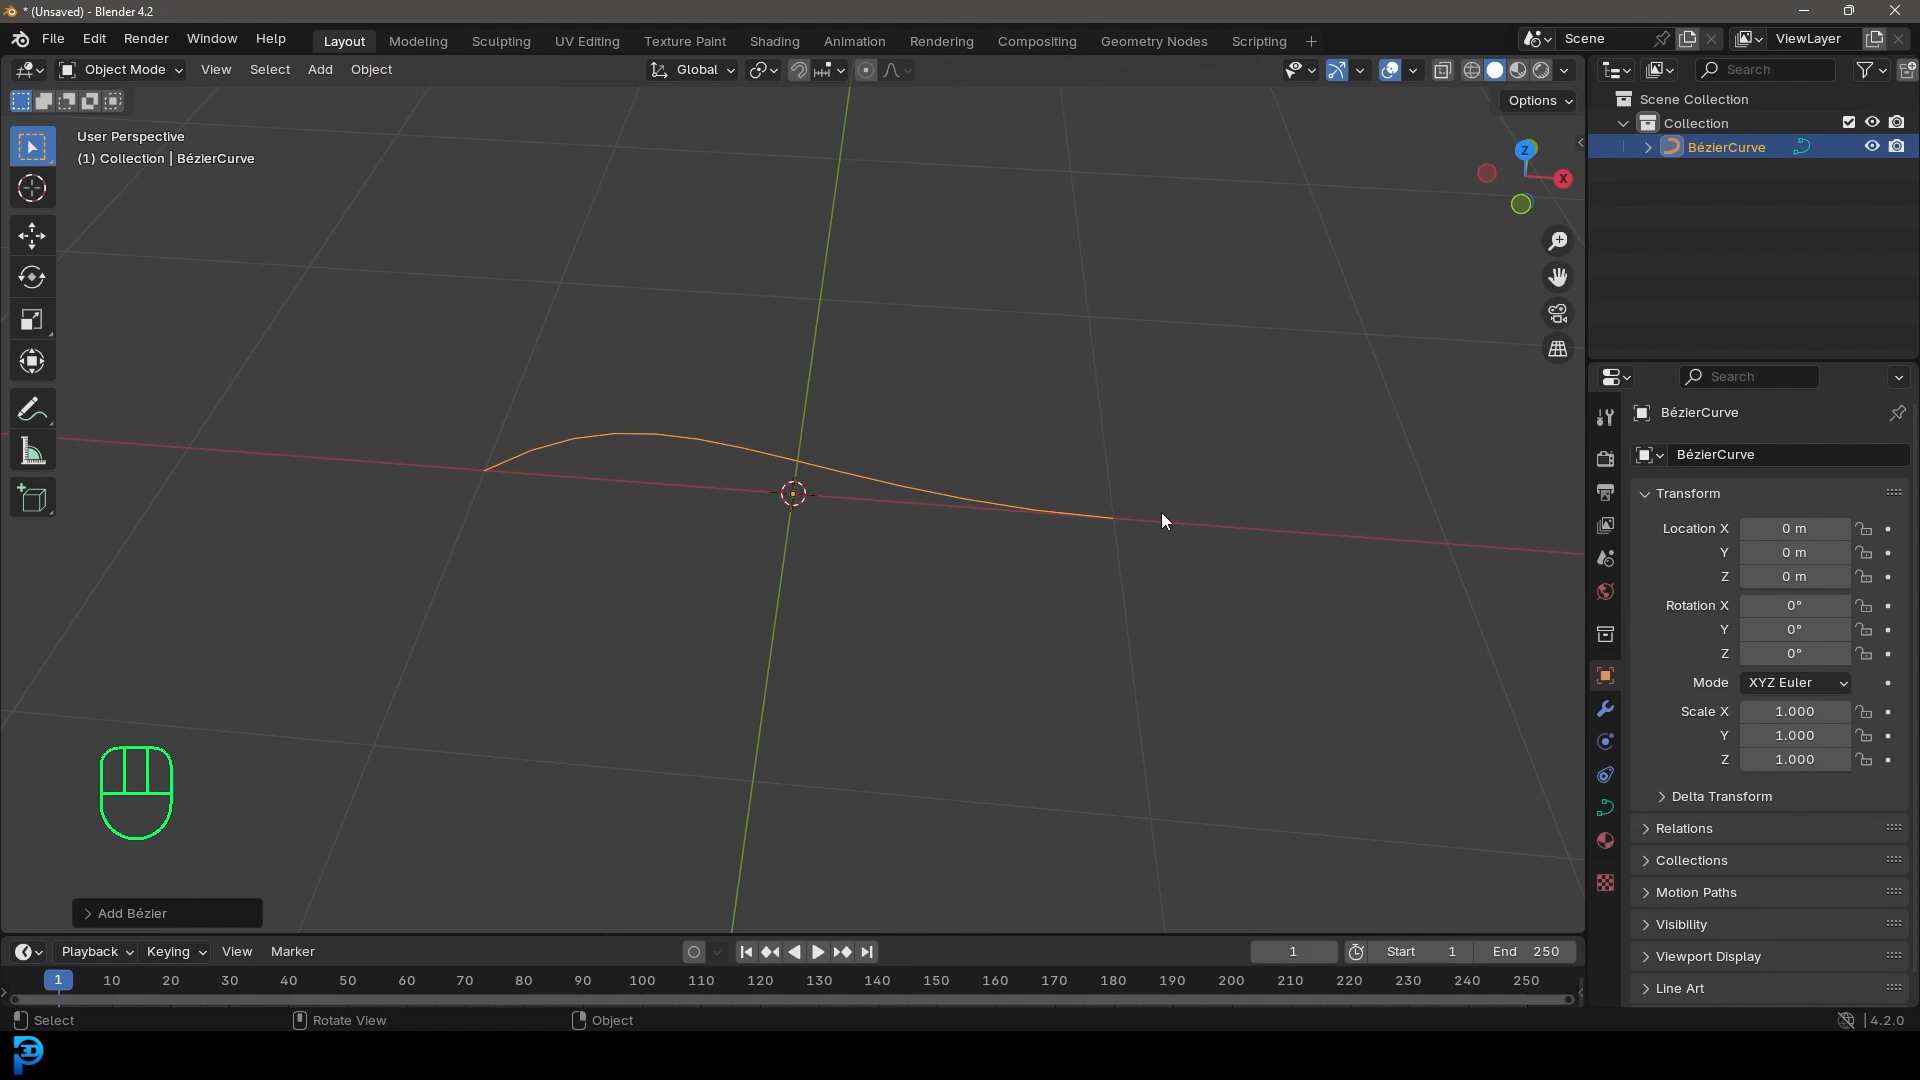 * (Unsaved) - Blender 4.2
File Edit Render Window Help Layout Modeling Sculpting UV Editing Texture Paint Shading Animation Rendering Compositing Geometry Nodes Scripting + Scene ViewLayer
Object Mode View Select Add Object Global Search
Options
User Perspective
(1) Collection | BézierCurve
Z
X
Scene Collection
Collection
BézierCurve
Search
BézierCurve
BézierCurve
Transform
Location X 0 m
Y 0 m
Z 0 m
Rotation X 0°
Y 0°
Z 0°
Mode XYZ Euler
Scale X 1.000
Y 1.000
Z 1.000
Delta Transform
Relations
Collections
Motion Paths
Visibility
Viewport Display
Line Art
Add Bézier
Playback Keying View Marker 1 Start 1 End 250
1 10 20 30 40 50 60 70 80 90 100 110 120 130 140 150 160 170 180 190 200 210 220 230 240 250
Select Rotate View Object 4.2.0